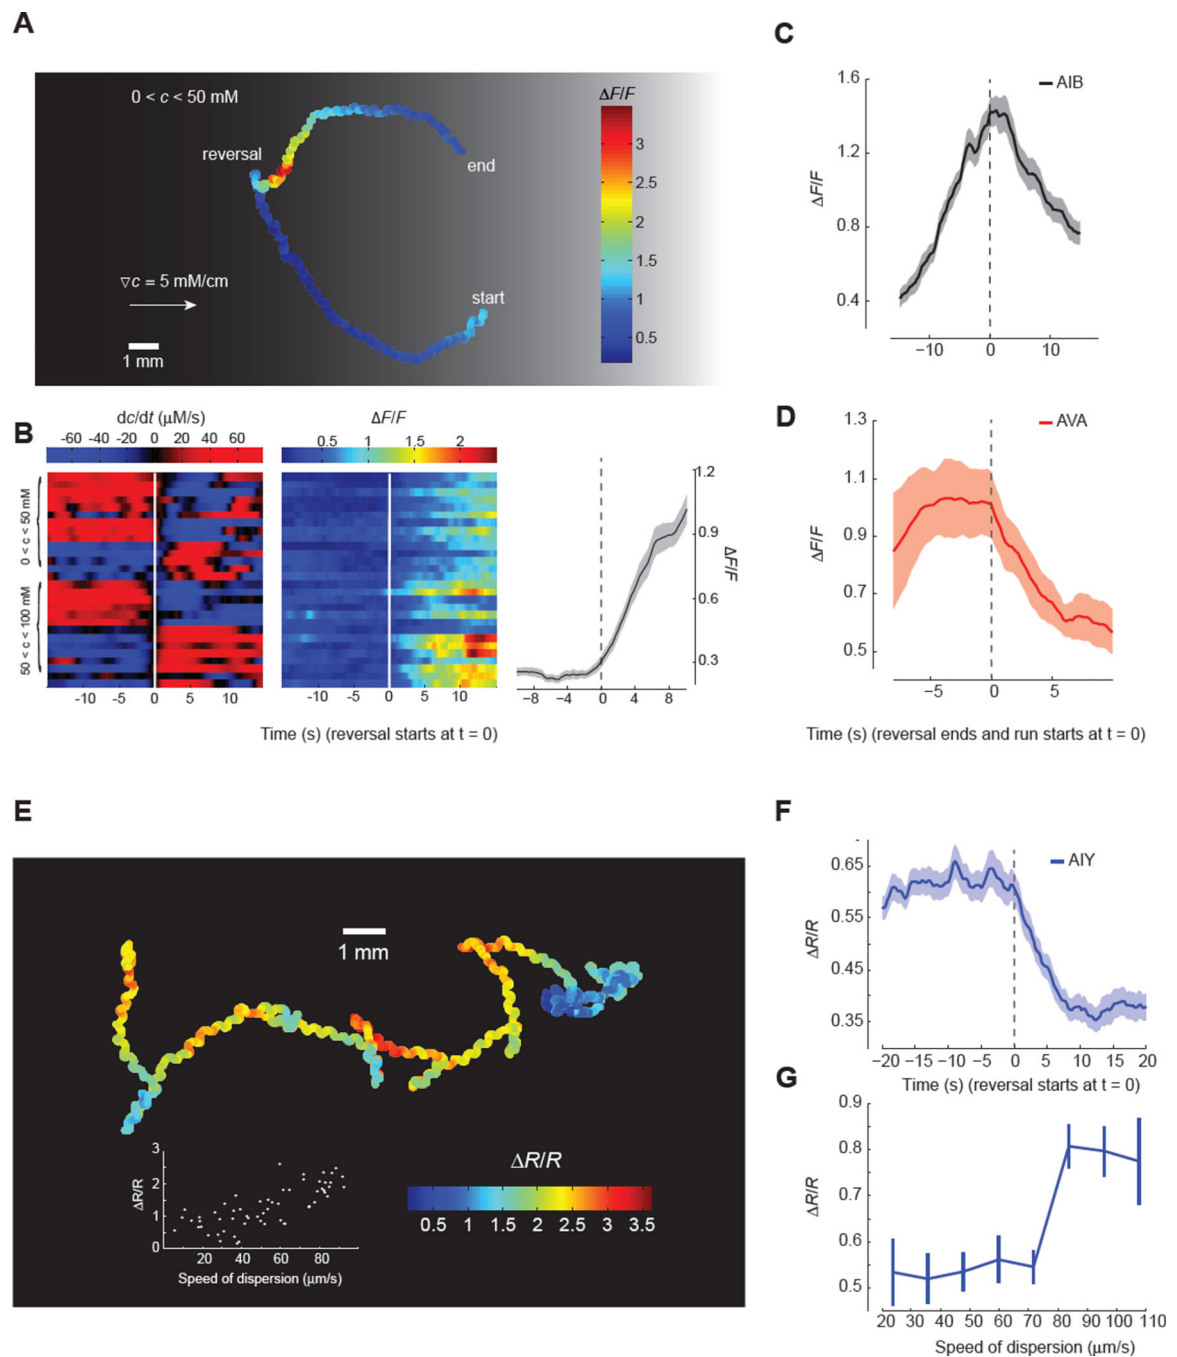 A
0 < c < 50 mM
ΔF/F
reversal
end
3
2.5
2
1.5
1
0.5
▽c = 5 mM/cm
start
1 mm
B
dc/dt (μM/s)
-60 -40 -20 0 20 40 60
ΔF/F
0.5 1 1.5 2
0 < c < 50 mM
50 < c < 100 mM
-10 -5 0 5 10
-10 -5 0 5 10
1.2
0.9
0.6
0.3
ΔF/F
−8 −4 0 4 8
Time (s) (reversal starts at t = 0)
C
AIB
1.6
1.2
0.8
0.4
ΔF/F
−10 0 10
D
AVA
1.3
1.1
0.9
0.7
0.5
ΔF/F
−5 0 5
Time (s) (reversal ends and run starts at t = 0)
E
1 mm
3
2
1
0
ΔR/R
20 40 60 80
Speed of dispersion (μm/s)
ΔR/R
0.5 1 1.5 2 2.5 3 3.5
F
AIY
0.65
0.55
0.45
0.35
ΔR/R
−20 −15 −10 −5 0 5 10 15 20
Time (s) (reversal starts at t = 0)
G
0.9
0.8
0.7
0.6
0.5
ΔR/R
20 30 40 50 60 70 80 90 100 110
Speed of dispersion (μm/s)